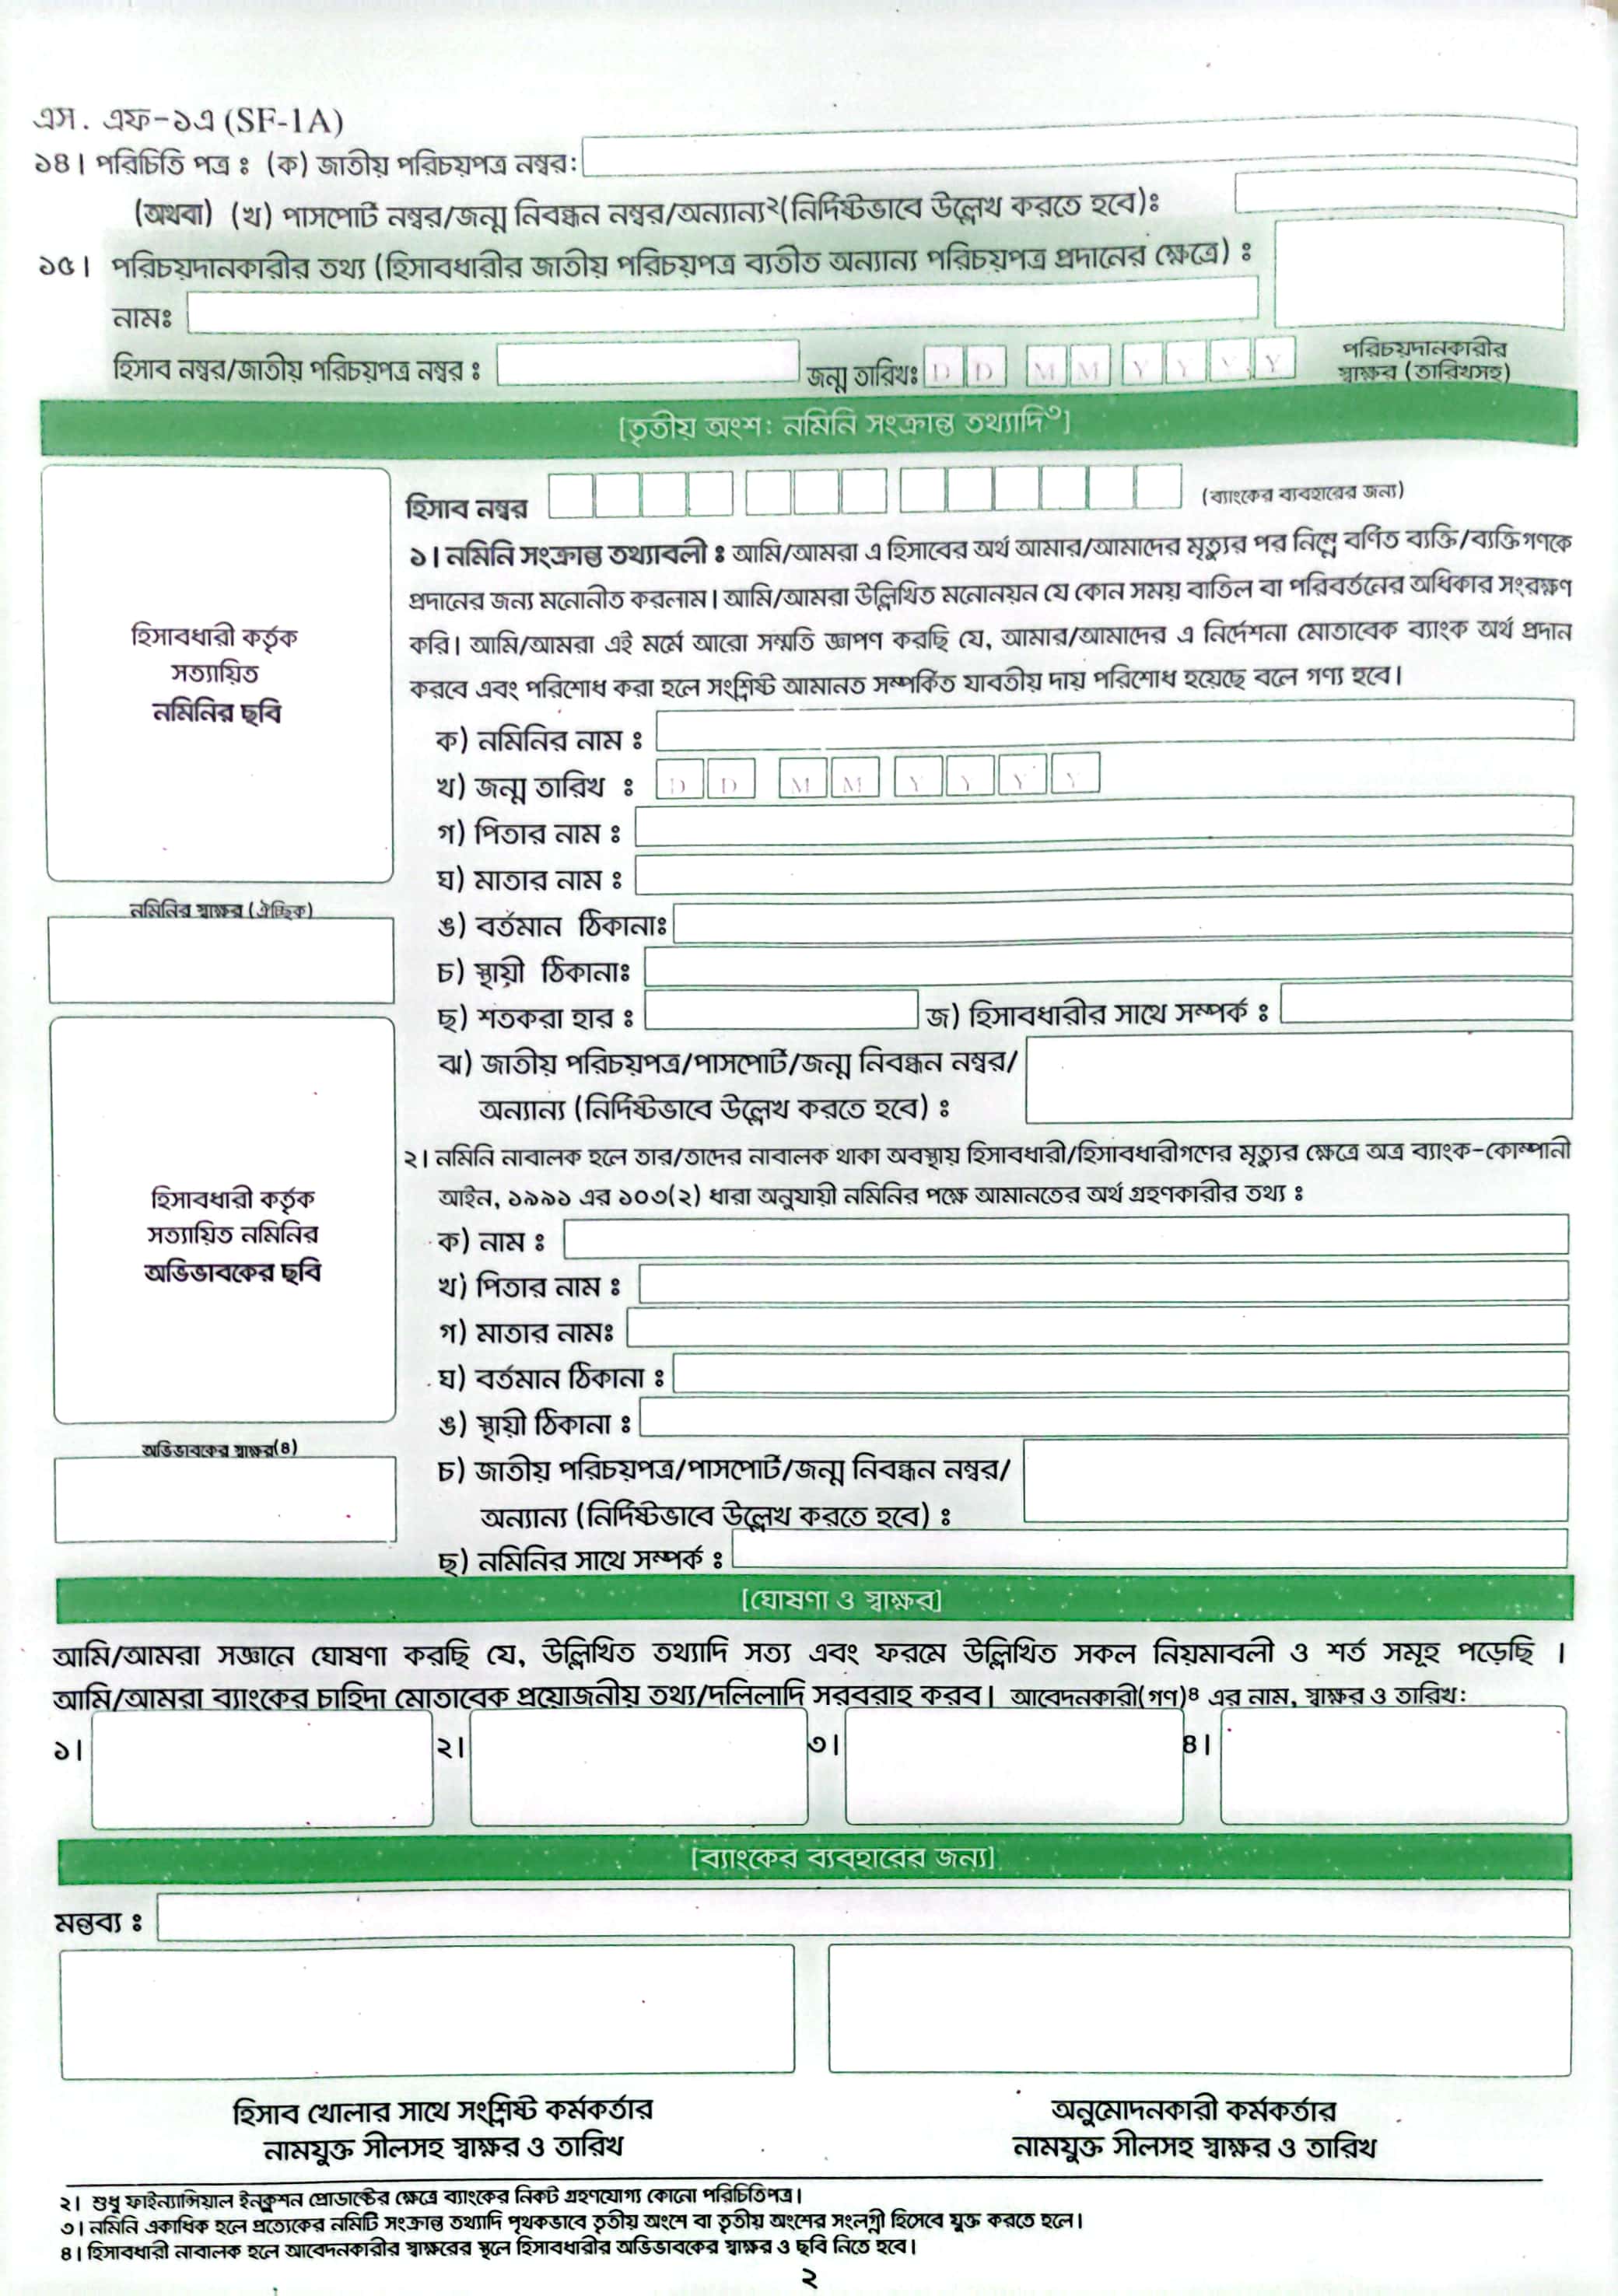 এস. এফ-১এ (SF-1A)
১৪। পরিচিতি পত্র ঃ (ক) জাতীয় পরিচয়পত্র নম্বর:
(অথবা) (খ) পাসপোর্ট নম্বর/জন্ম নিবন্ধন নম্বর/অন্যান্য২(নির্দিষ্টভাবে উল্লেখ করতে হবে)ঃ
১৫। পরিচয়দানকারীর তথ্য (হিসাবধারীর জাতীয় পরিচয়পত্র ব্যতীত অন্যান্য পরিচয়পত্র প্রদানের ক্ষেত্রে) ঃ
নামঃ
হিসাব নম্বর/জাতীয় পরিচয়পত্র নম্বর ঃ জন্ম তারিখঃ D D M M Y Y Y Y
পরিচয়দানকারীর
স্বাক্ষর (তারিখসহ)
[তৃতীয় অংশ: নমিনি সংক্রান্ত তথ্যাদি৩]
হিসাবধারী কর্তৃক
সত্যায়িত
নমিনির ছবি
হিসাব নম্বর (ব্যাংকের ব্যবহারের জন্য)
১। নমিনি সংক্রান্ত তথ্যাবলী ঃ আমি/আমরা এ হিসাবের অর্থ আমার/আমাদের মৃত্যুর পর নিম্নে বর্ণিত ব্যক্তি/ব্যক্তিগণকে
প্রদানের জন্য মনোনীত করলাম। আমি/আমরা উল্লিখিত মনোনয়ন যে কোন সময় বাতিল বা পরিবর্তনের অধিকার সংরক্ষণ
করি। আমি/আমরা এই মর্মে আরো সম্মতি জ্ঞাপণ করছি যে, আমার/আমাদের এ নির্দেশনা মোতাবেক ব্যাংক অর্থ প্রদান
করবে এবং পরিশোধ করা হলে সংশ্লিষ্ট আমানত সম্পর্কিত যাবতীয় দায় পরিশোধ হয়েছে বলে গণ্য হবে।
ক) নমিনির নাম ঃ
খ) জন্ম তারিখ ঃ D D M M Y Y Y Y
গ) পিতার নাম ঃ
ঘ) মাতার নাম ঃ
নমিনির স্বাক্ষর (ঐচ্ছিক)
ঙ) বর্তমান ঠিকানাঃ
চ) স্থায়ী ঠিকানাঃ
ছ) শতকরা হার ঃ জ) হিসাবধারীর সাথে সম্পর্ক ঃ
ঝ) জাতীয় পরিচয়পত্র/পাসপোর্ট/জন্ম নিবন্ধন নম্বর/
অন্যান্য (নির্দিষ্টভাবে উল্লেখ করতে হবে) ঃ
হিসাবধারী কর্তৃক
সত্যায়িত নমিনির
অভিভাবকের ছবি
২। নমিনি নাবালক হলে তার/তাদের নাবালক থাকা অবস্থায় হিসাবধারী/হিসাবধারীগণের মৃত্যুর ক্ষেত্রে অত্র ব্যাংক-কোম্পানী
আইন, ১৯৯১ এর ১০৩(২) ধারা অনুযায়ী নমিনির পক্ষে আমানতের অর্থ গ্রহণকারীর তথ্য ঃ
ক) নাম ঃ
খ) পিতার নাম ঃ
গ) মাতার নামঃ
ঘ) বর্তমান ঠিকানা ঃ
ঙ) স্থায়ী ঠিকানা ঃ
অভিভাবকের স্বাক্ষর(৪)
চ) জাতীয় পরিচয়পত্র/পাসপোর্ট/জন্ম নিবন্ধন নম্বর/
অন্যান্য (নির্দিষ্টভাবে উল্লেখ করতে হবে) ঃ
ছ) নমিনির সাথে সম্পর্ক ঃ
[ঘোষণা ও স্বাক্ষর]
আমি/আমরা সজ্ঞানে ঘোষণা করছি যে, উল্লিখিত তথ্যাদি সত্য এবং ফরমে উল্লিখিত সকল নিয়মাবলী ও শর্ত সমূহ পড়েছি ।
আমি/আমরা ব্যাংকের চাহিদা মোতাবেক প্রয়োজনীয় তথ্য/দলিলাদি সরবরাহ করব। আবেদনকারী(গণ)৪ এর নাম, স্বাক্ষর ও তারিখ:
১। ২। ৩। ৪।
[ব্যাংকের ব্যবহারের জন্য]
মন্তব্য ঃ
হিসাব খোলার সাথে সংশ্লিষ্ট কর্মকর্তার
নামযুক্ত সীলসহ স্বাক্ষর ও তারিখ
অনুমোদনকারী কর্মকর্তার
নামযুক্ত সীলসহ স্বাক্ষর ও তারিখ
২। শুধু ফাইন্যান্সিয়াল ইনক্লুশন প্রোডাক্টের ক্ষেত্রে ব্যাংকের নিকট গ্রহণযোগ্য কোনো পরিচিতিপত্র।
৩। নমিনি একাধিক হলে প্রত্যেকের নমিটি সংক্রান্ত তথ্যাদি পৃথকভাবে তৃতীয় অংশে বা তৃতীয় অংশের সংলগ্নী হিসেবে যুক্ত করতে হলে।
৪। হিসাবধারী নাবালক হলে আবেদনকারীর স্বাক্ষরের স্থলে হিসাবধারীর অভিভাবকের স্বাক্ষর ও ছবি নিতে হবে।
২